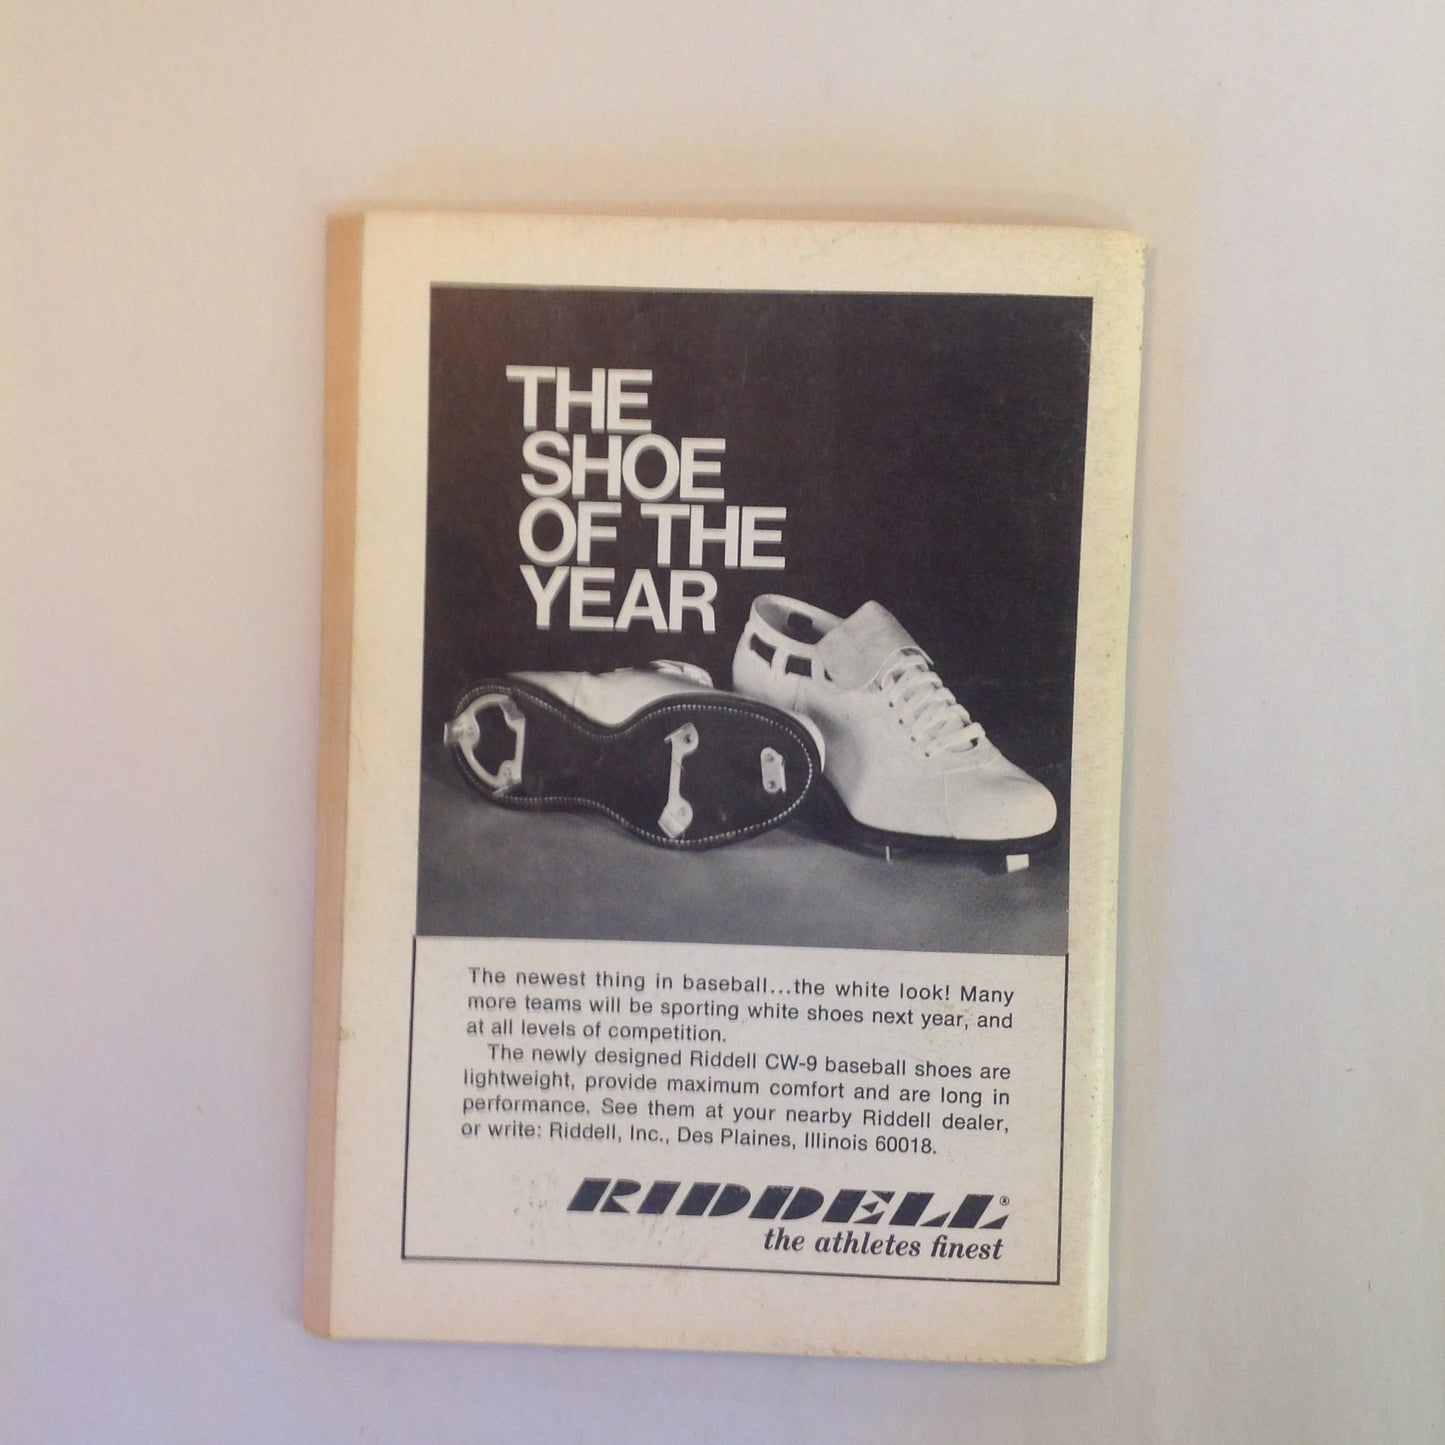 THE
SHOE
OF THE
YEAR
The newest thing in baseball...the white look! Many
more teams will be sporting white shoes next year, and
at all levels of competition.
The newly designed Riddell CW-9 baseball shoes are
lightweight, provide maximum comfort and are long in
performance. See them at your nearby Riddell dealer,
or write: Riddell, Inc., Des Plaines, Illinois 60018.
RIDDELL®
the athletes finest